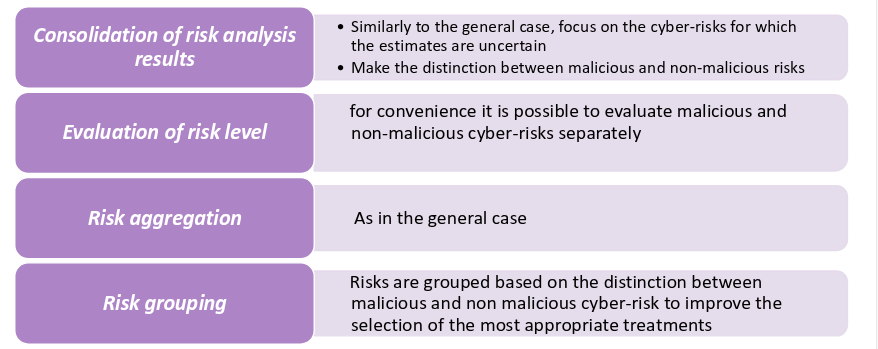 Consolidation of risk analysis
results
• Similarly to the general case, focus on the cyber-risks for which
the estimates are uncertain
• Make the distinction between malicious and non-malicious risks
Evaluation of risk level
for convenience it is possible to evaluate malicious and
non-malicious cyber-risks separately
Risk aggregation
As in the general case
Risk grouping
Risks are grouped based on the distinction between
malicious and non malicious cyber-risk to improve the
selection of the most appropriate treatments